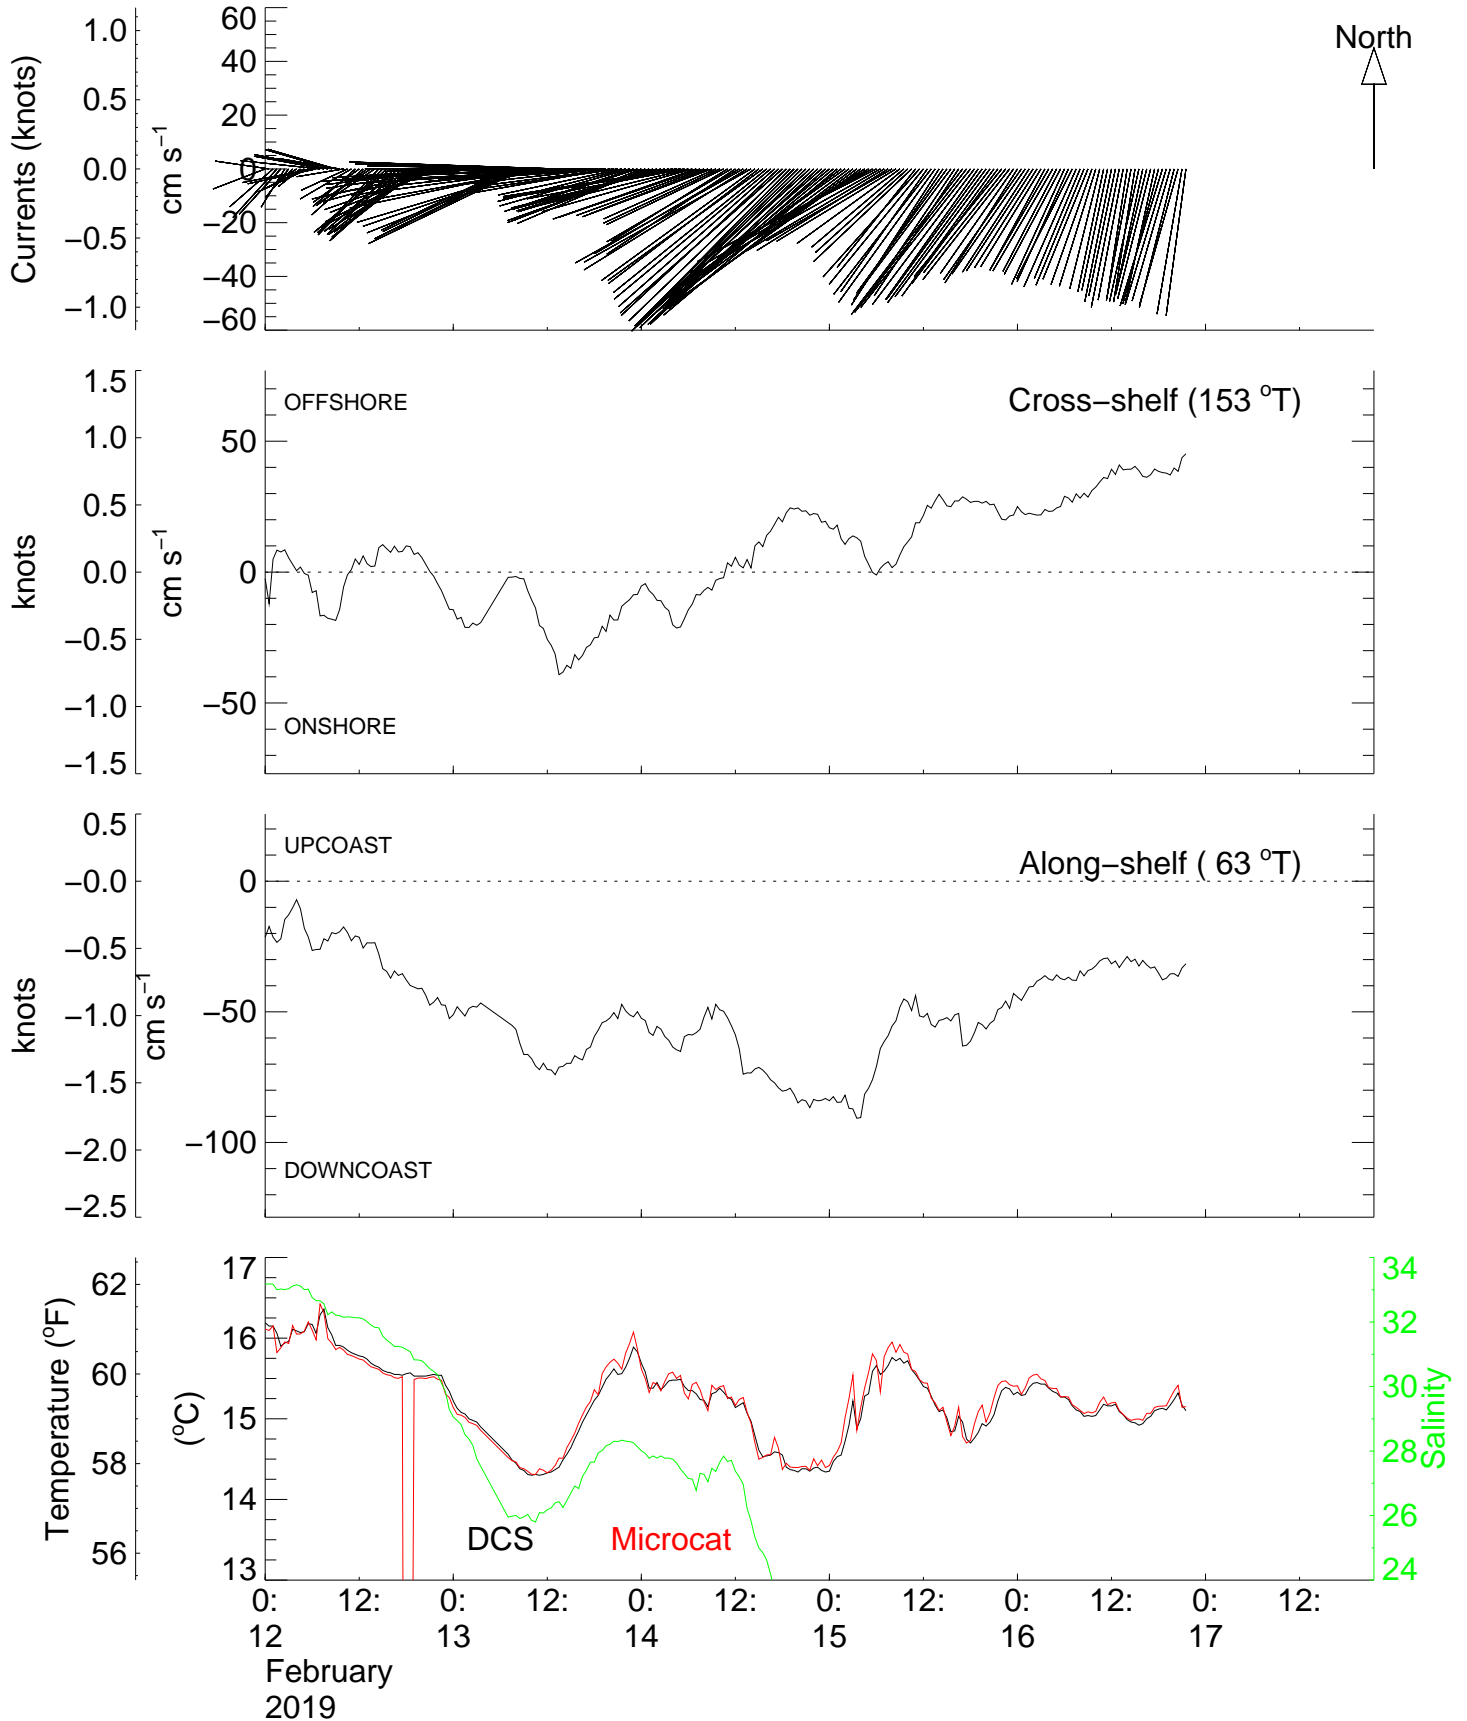 North
Currents (knots)
1.0
0.5
0.0
−0.5
−1.0
cm s−1
60
40
20
0
−20
−40
−60
OFFSHORE
Cross−shelf (153 oT)
ONSHORE
knots
1.5
1.0
0.5
0.0
−0.5
−1.0
−1.5
cm s−1
50
0
−50
UPCOAST
Along−shelf ( 63 oT)
DOWNCOAST
knots
0.5
−0.0
−0.5
−1.0
−1.5
−2.0
−2.5
cm s−1
0
−50
−100
Temperature (oF)
62
60
58
56
(oC)
17
16
15
14
13
DCS
Microcat
34
32
30
28
26
24
Salinity
0: 12: 0: 12: 0: 12: 0: 12: 0: 12: 0: 12:
12 13 14 15 16 17
February
2019